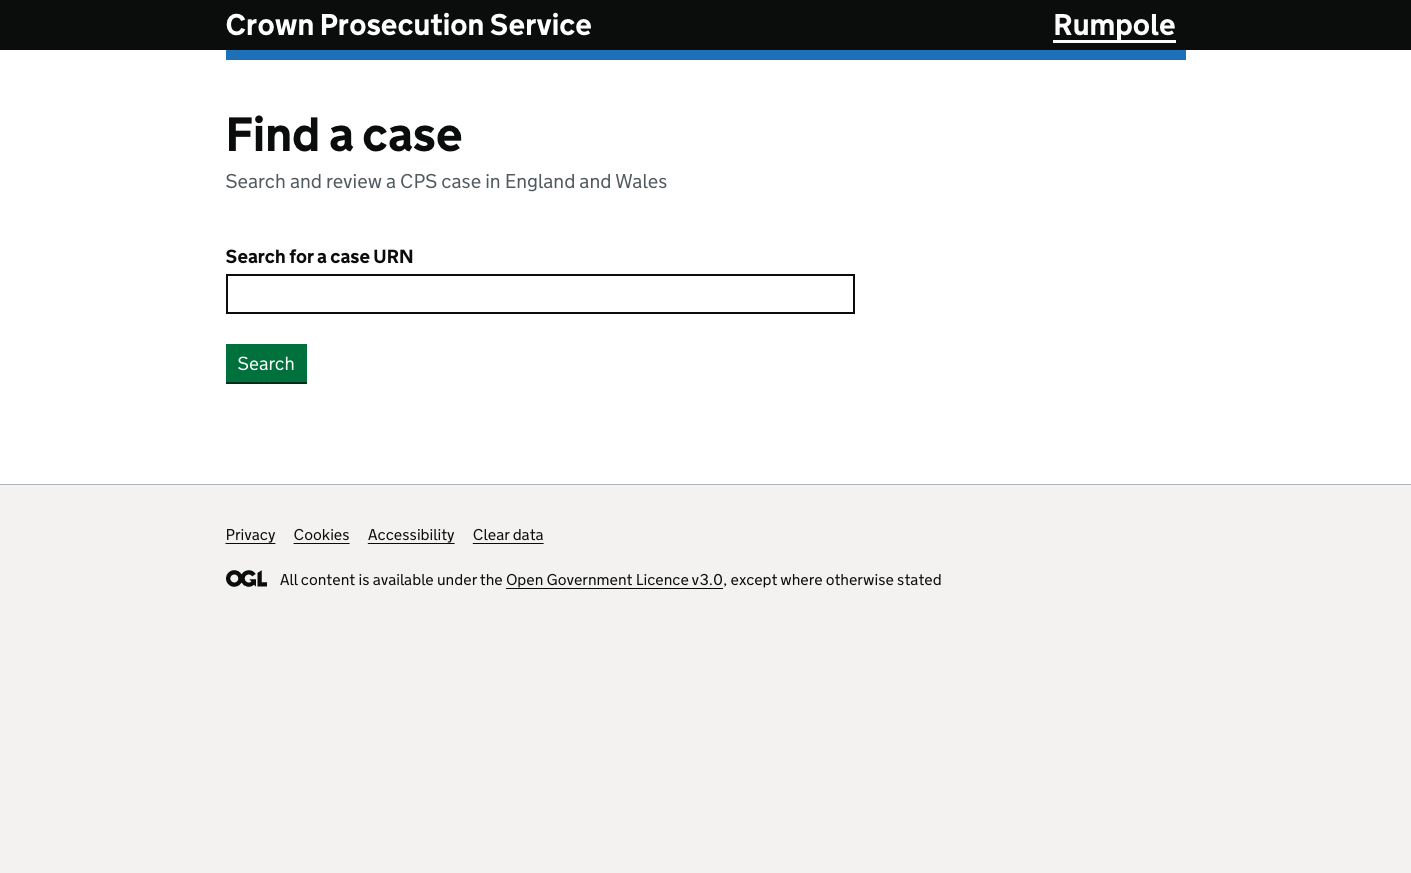 Crown Prosecution Service
Rumpole
Find a case
Search and review a CPS case in England and Wales
Search for a case URN
Search
Privacy Cookies Accessibility Clear data
OGL All content is available under the Open Government Licence v3.0, except where otherwise stated